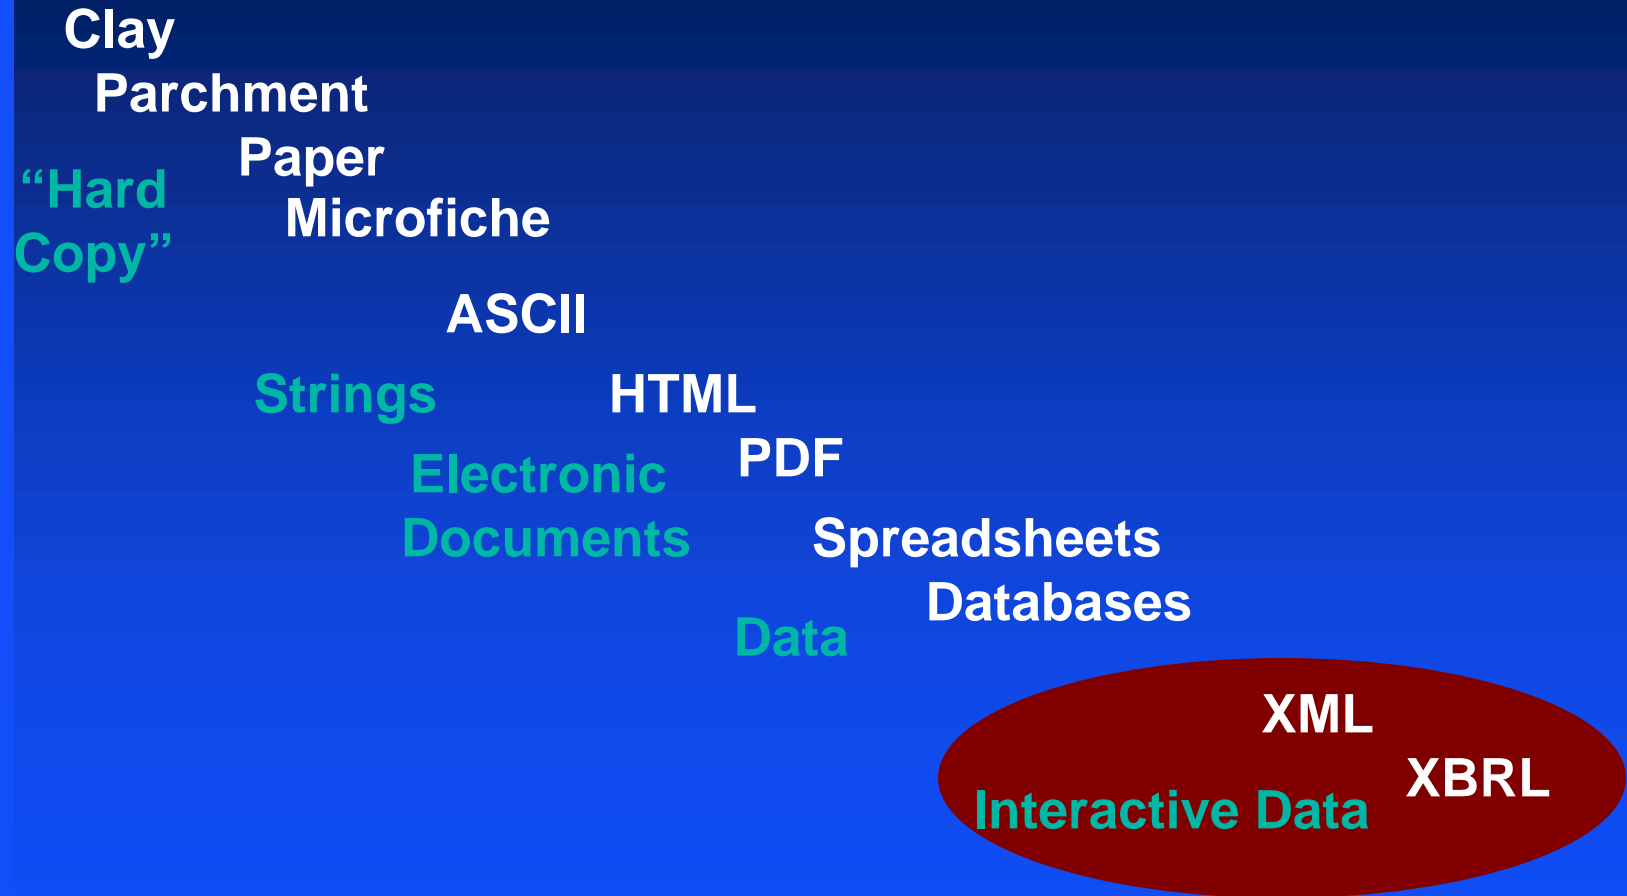 Clay
Parchment
Paper
“Hard
Copy”
Microfiche
ASCII
Strings
HTML
Electronic
Documents
PDF
Spreadsheets
Databases
Data
XML
XBRL
Interactive Data